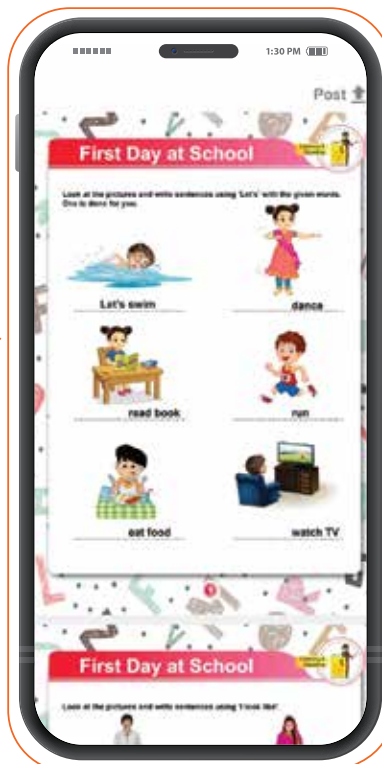 1:30 PM
Post
First Day at School
Look at the pictures and write sentences using 'Let's' with the given words.
One is done for you.
Let's swim
dance
read book
run
eat food
watch TV
First Day at School
Look at the pictures and write sentences using 'I look like'.